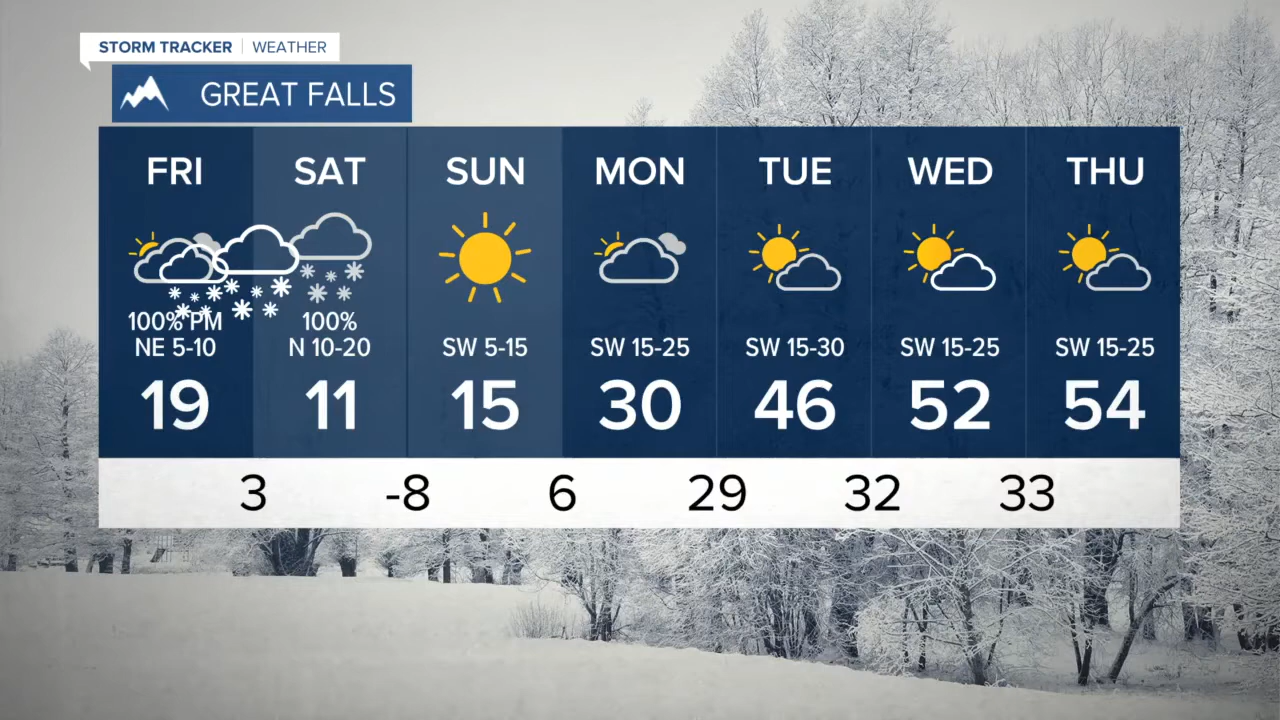 STORM TRACKER | WEATHER
GREAT FALLS
FRI SAT SUN MON TUE WED THU
100% PM 100%
NE 5-10 N 10-20 SW 5-15 SW 15-25 SW 15-30 SW 15-25 SW 15-25
19 11 15 30 46 52 54
3 -8 6 29 32 33